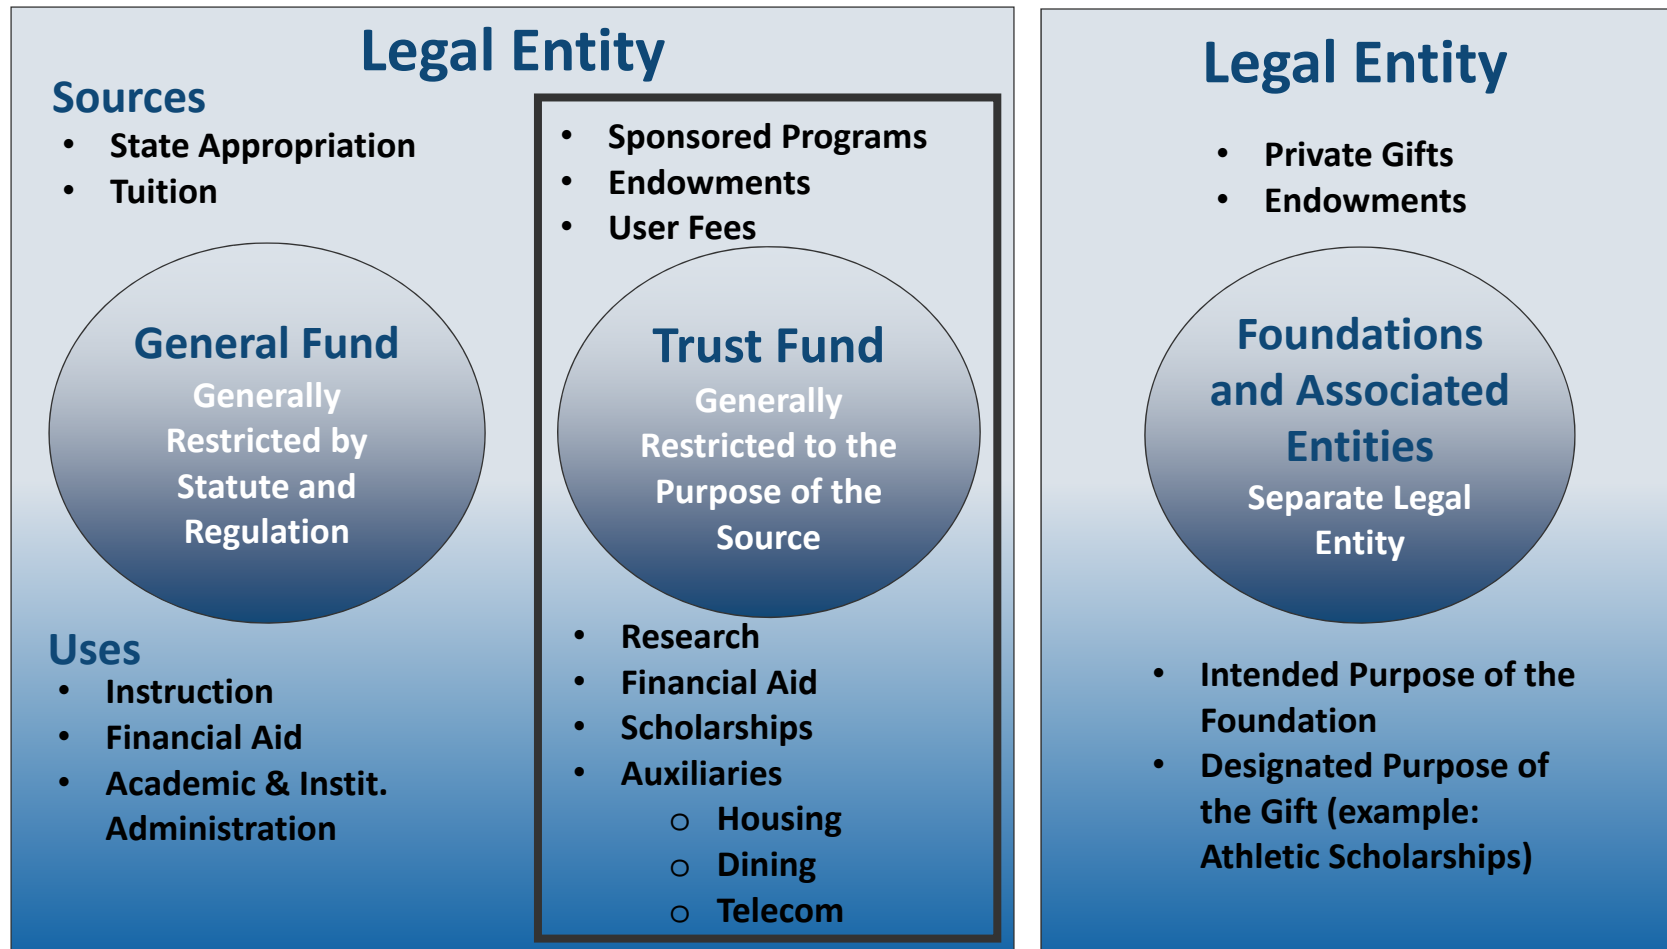 Legal Entity
Sources
• State Appropriation
• Tuition
General Fund
Generally
Restricted by
Statute and
Regulation
Uses
• Instruction
• Financial Aid
• Academic & Instit.
Administration
• Sponsored Programs
• Endowments
• User Fees
Trust Fund
Generally
Restricted to the
Purpose of the
Source
• Research
• Financial Aid
• Scholarships
• Auxiliaries
o Housing
o Dining
o Telecom
Legal Entity
• Private Gifts
• Endowments
Foundations
and Associated
Entities
Separate Legal
Entity
• Intended Purpose of the
Foundation
• Designated Purpose of
the Gift (example:
Athletic Scholarships)